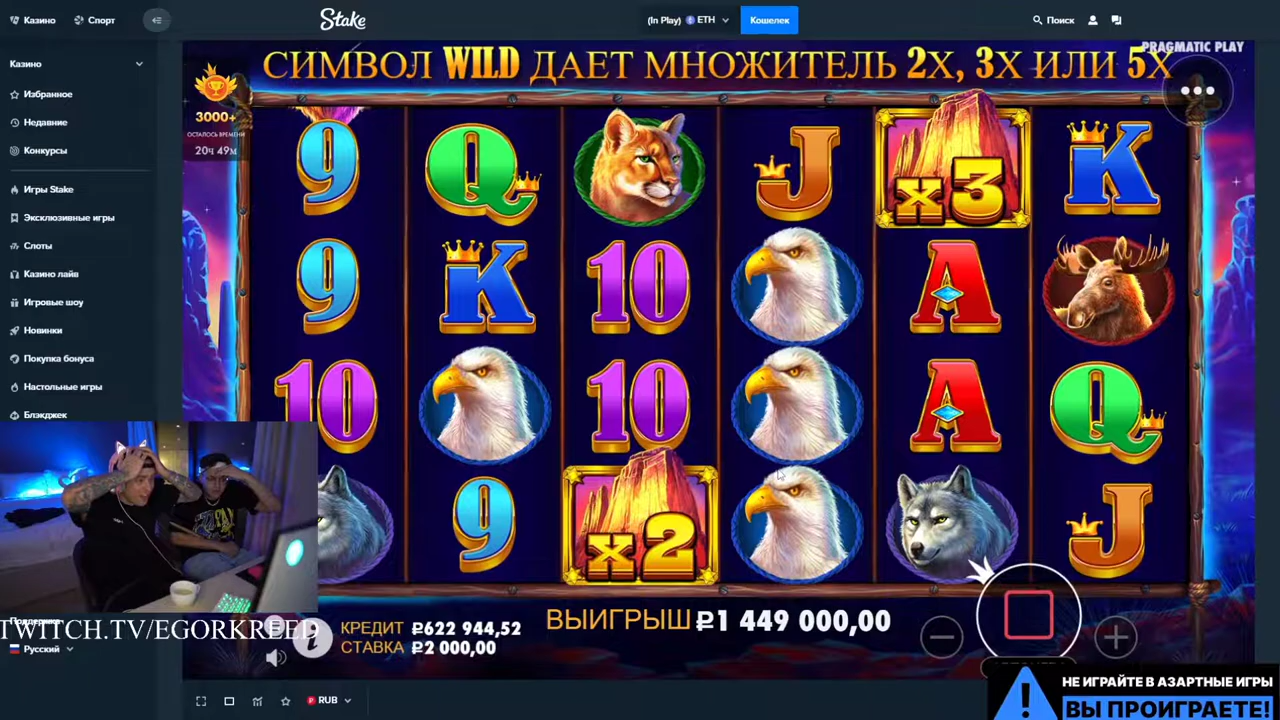 Казино
Спорт
Stake
(In Play) ETH
Кошелек
Поиск
Казино
Избранное
Недавние
Конкурсы
Игры Stake
Эксклюзивные игры
Слоты
Казино лайв
Игровые шоу
Новинки
Покупка бонуса
Настольные игры
Блэкджек
Русский
PRAGMATIC PLAY
СИМВОЛ WILD ДАЕТ МНОЖИТЕЛЬ 2X, 3X ИЛИ 5X
3000+
ОСТАЛОСЬ ВРЕМЕНИ
20Ч 49М
9 Q J x3 K
9 K 10 A
10 10 A Q
9 x2 J
TWITCH.TV/EGORKREED
КРЕДИТ ₽622 944,52
СТАВКА ₽2 000,00
ВЫИГРЫШ ₽1 449 000,00
RUB
НЕ ИГРАЙТЕ В АЗАРТНЫЕ ИГРЫ
ВЫ ПРОИГРАЕТЕ!